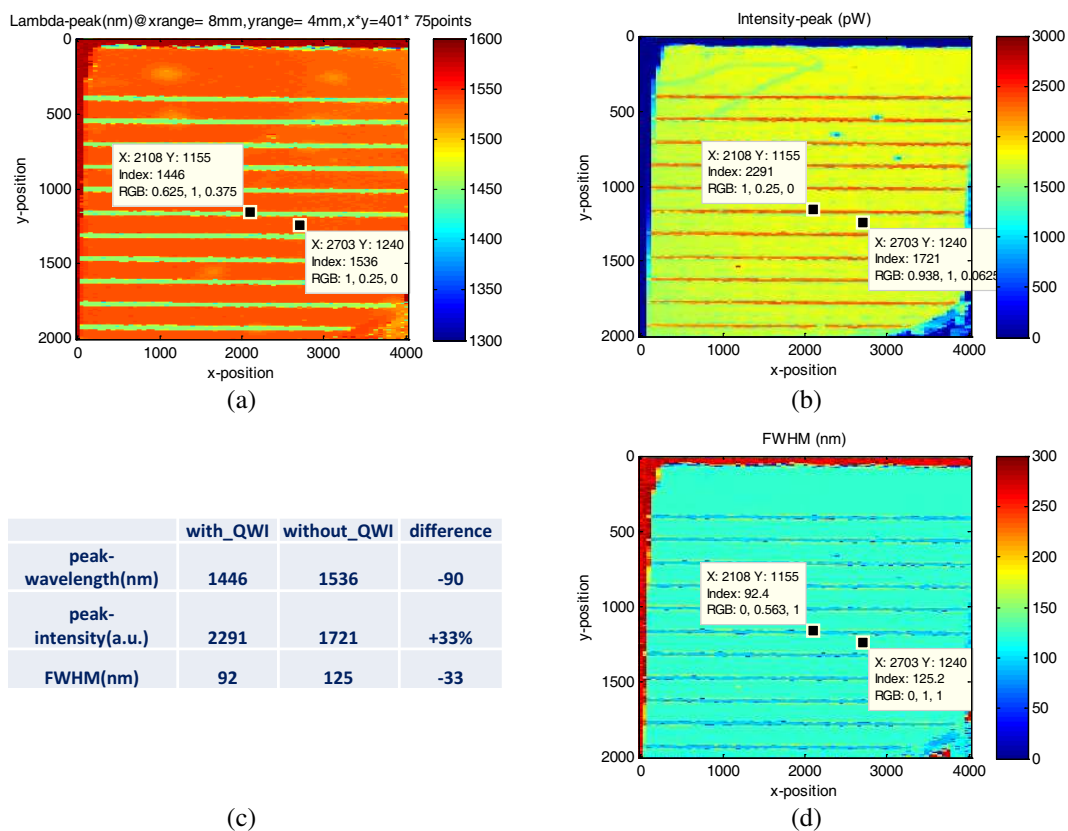 Lambda-peak(nm)@xrange= 8mm,yrange= 4mm,x*y=401* 75points
0
500
1000
1500
2000
y-position
0
1000
2000
3000
4000
x-position
X: 2108 Y: 1155
Index: 1446
RGB: 0.625, 1, 0.375
X: 2703 Y: 1240
Index: 1536
RGB: 1, 0.25, 0
1600
1550
1500
1450
1400
1350
1300
(a)
Intensity-peak (pW)
0
500
1000
1500
2000
y-position
0
1000
2000
3000
4000
x-position
X: 2108 Y: 1155
Index: 2291
RGB: 1, 0.25, 0
X: 2703 Y: 1240
Index: 1721
RGB: 0.938, 1, 0.0625
3000
2500
2000
1500
1000
500
0
(b)
with_QWI without_QWI difference
peak-
wavelength(nm) 1446 1536 -90
peak-
intensity(a.u.) 2291 1721 +33%
FWHM(nm) 92 125 -33
(c)
FWHM (nm)
0
500
1000
1500
2000
y-position
0
1000
2000
3000
4000
x-position
X: 2108 Y: 1155
Index: 92.4
RGB: 0, 0.563, 1
X: 2703 Y: 1240
Index: 125.2
RGB: 0, 1, 1
300
250
200
150
100
50
0
(d)